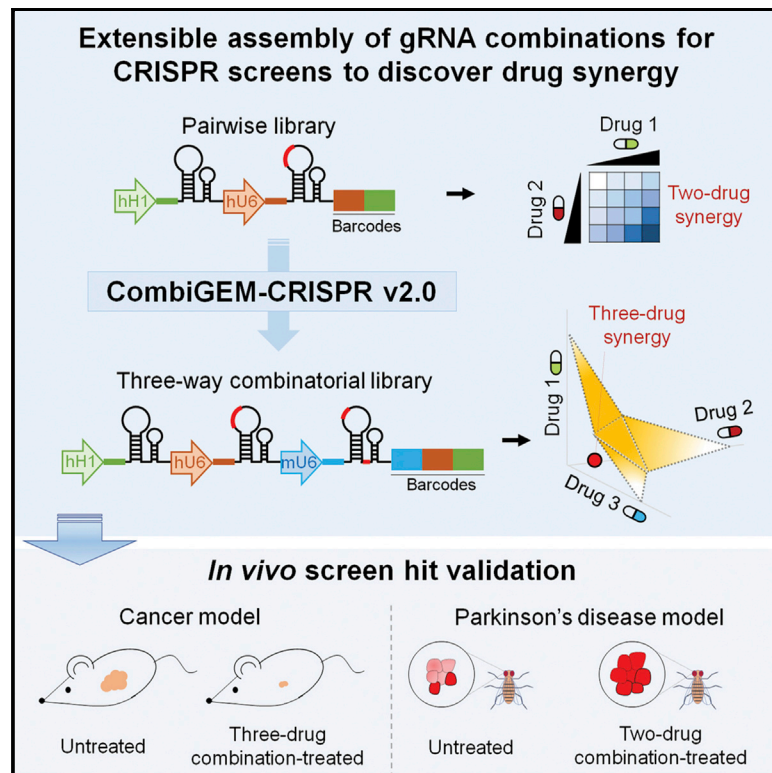 Extensible assembly of gRNA combinations for
CRISPR screens to discover drug synergy
Pairwise library
hH1
hU6
Barcodes
Drug 1
Drug 2
Two-drug
synergy
CombiGEM-CRISPR v2.0
Three-way combinatorial library
hH1
hU6
mU6
Barcodes
Three-drug
synergy
Drug 1
Drug 2
Drug 3
In vivo screen hit validation
Cancer model
Untreated
Three-drug
combination-treated
Parkinson's disease model
Untreated
Two-drug
combination-treated